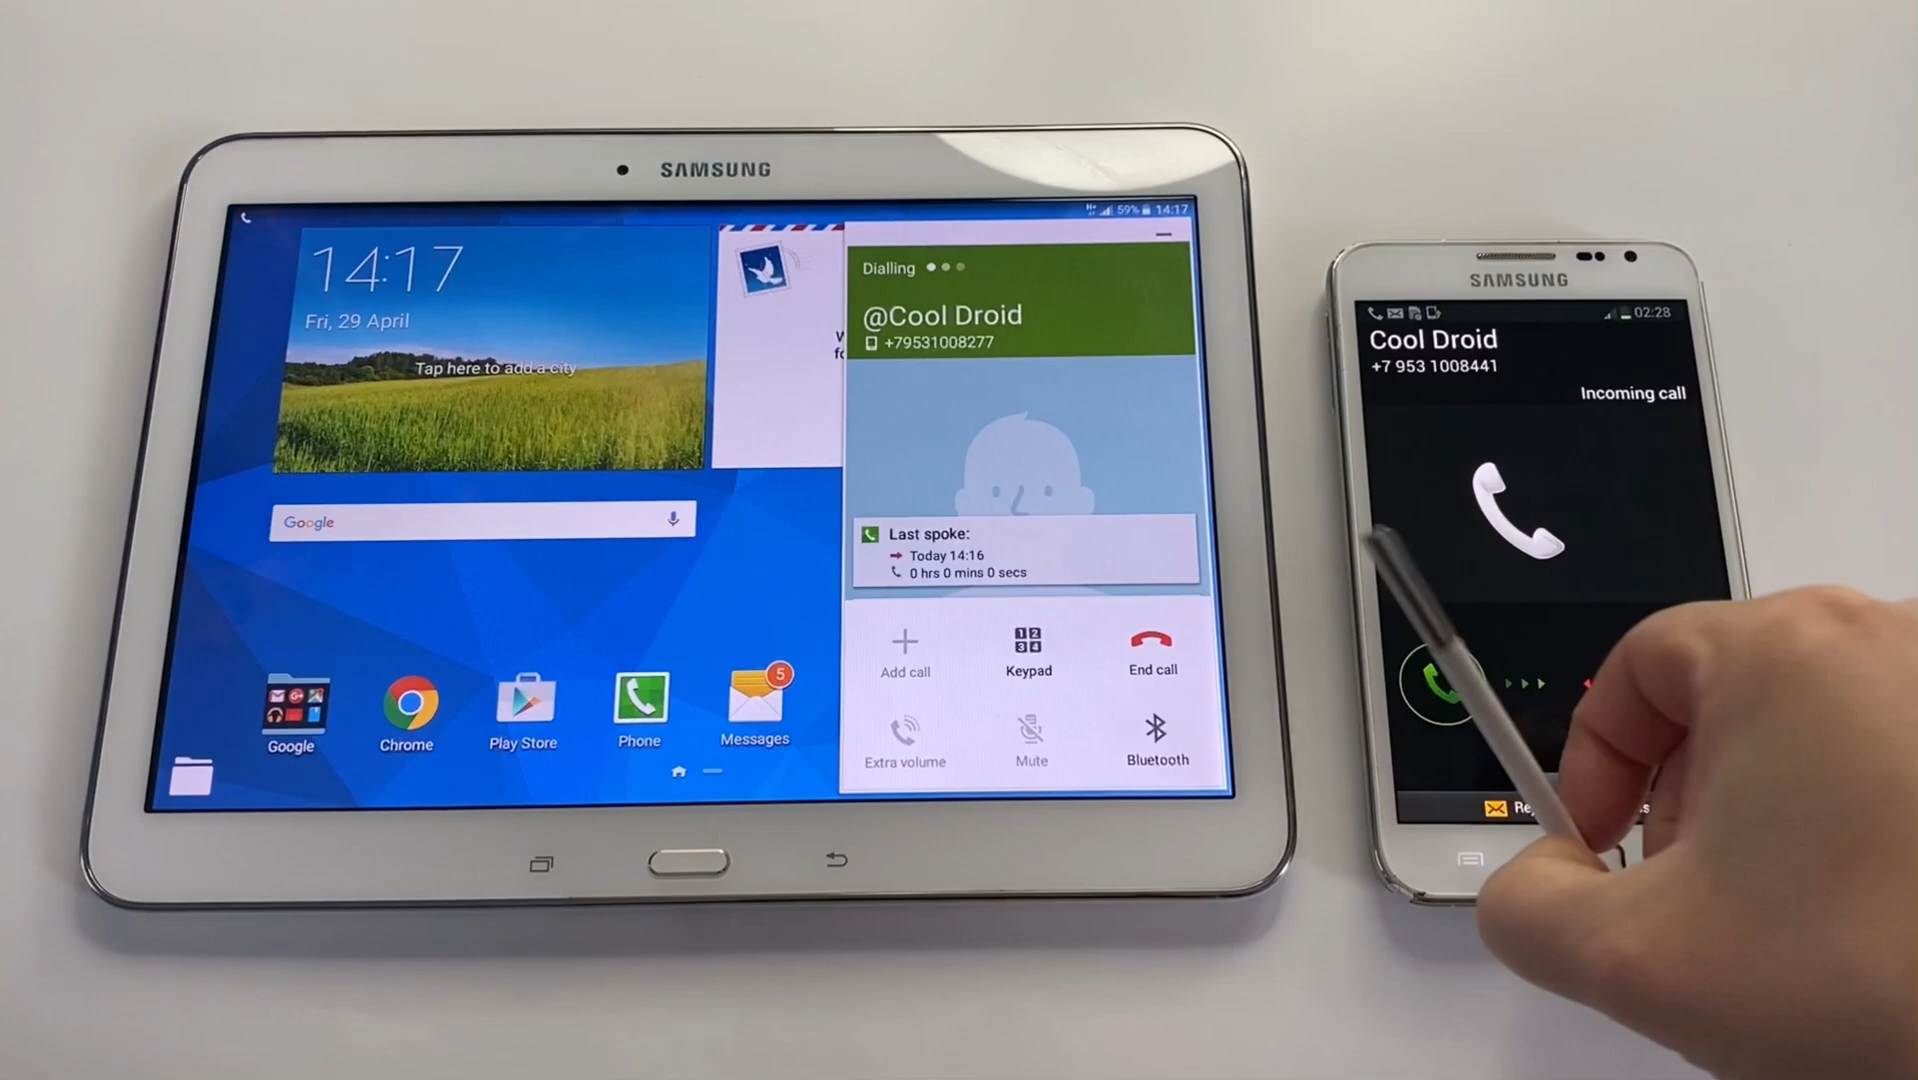 SAMSUNG
59% 14:17
14:17
Fri, 29 April
Tap here to add a city
Google
Google
Chrome
Play Store
Phone
5
Messages
Dialling
@Cool Droid
+79531008277
Last spoke:
Today 14:16
0 hrs 0 mins 0 secs
Add call
Keypad
End call
Extra volume
Mute
Bluetooth
SAMSUNG
02:28
Cool Droid
+7 953 1008441
Incoming call